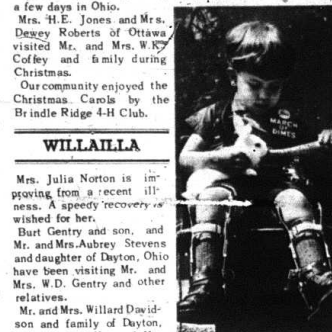 a few days in Ohio.
Mrs. H.E. Jones and Mrs.
Dewey Roberts of Ottawa
visited Mr. and Mrs. W.K.
Coffey and family during
Christmas.
Our community enjoyed the
Christmas Carols by the
Brindle Ridge 4-H Club.
WILLAILLA
Mrs. Julia Norton is im-
proving from a recent ill-
ness. A speedy recovery is
wished for her.
Burt Gentry and son, and
Mr. and Mrs. Aubrey Stevens
and daughter of Dayton, Ohio
have been visiting Mr. and
Mrs. W.D. Gentry and other
relatives.
Mr. and Mrs. Willard David-
son and family of Dayton,
MARCH
OF
DIMES